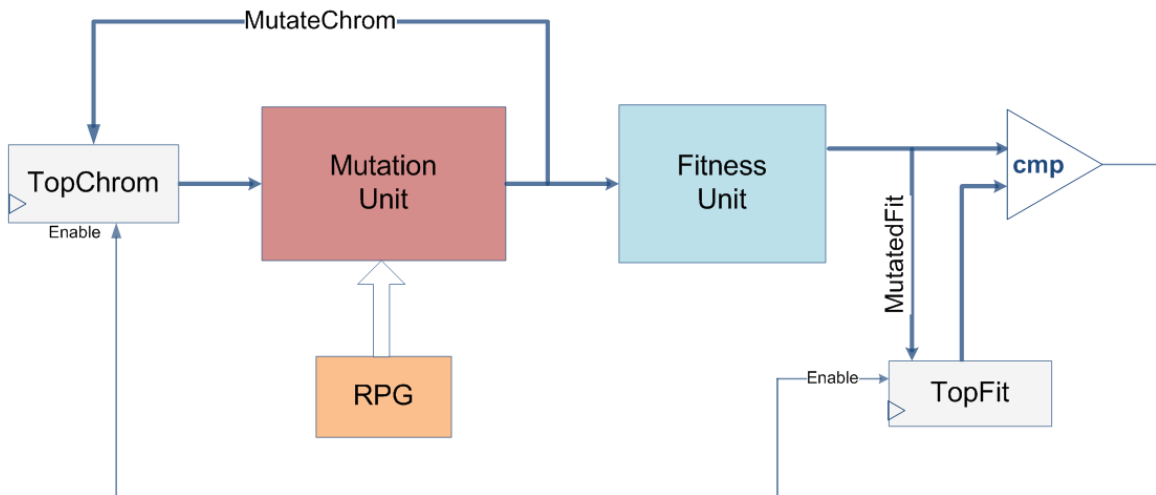 MutateChrom
TopChrom
Enable
Mutation
Unit
Fitness
Unit
cmp
MutatedFit
RPG
Enable
TopFit